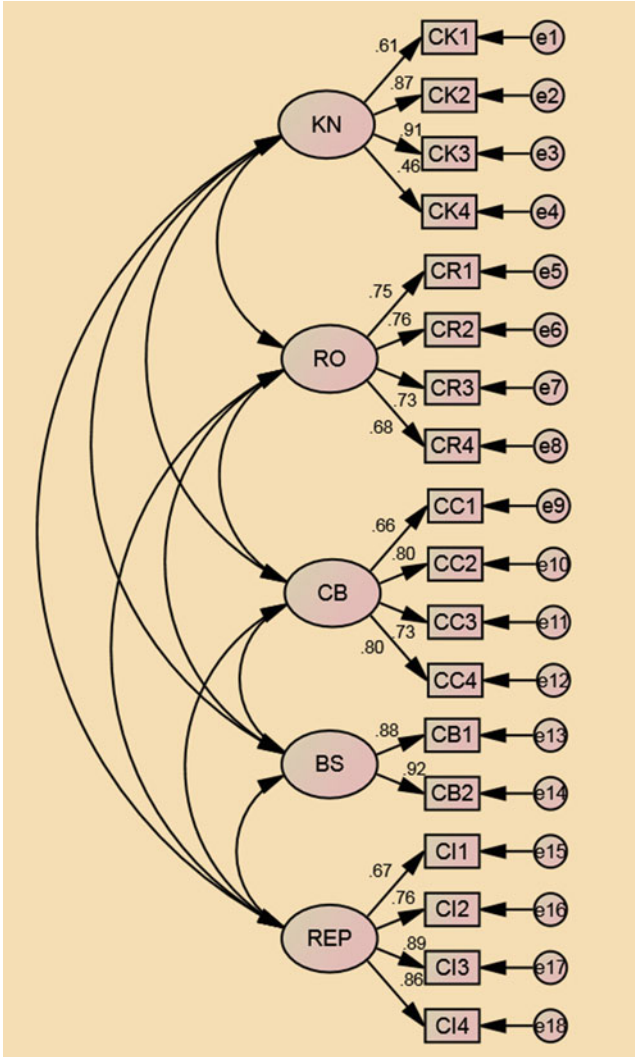 CK1 e1
.61
.87
CK2 e2
KN
.91
CK3 e3
.46
CK4 e4
CR1 e5
.75
.76
CR2 e6
RO
CR3 e7
.73
.68
CR4 e8
CC1 e9
.66
.80
CC2 e10
CB
CC3 e11
.73
.80
CC4 e12
.88
CB1 e13
BS
.92
CB2 e14
CI1 e15
.67
.76
CI2 e16
REP
.89
CI3 e17
.86
CI4 e18